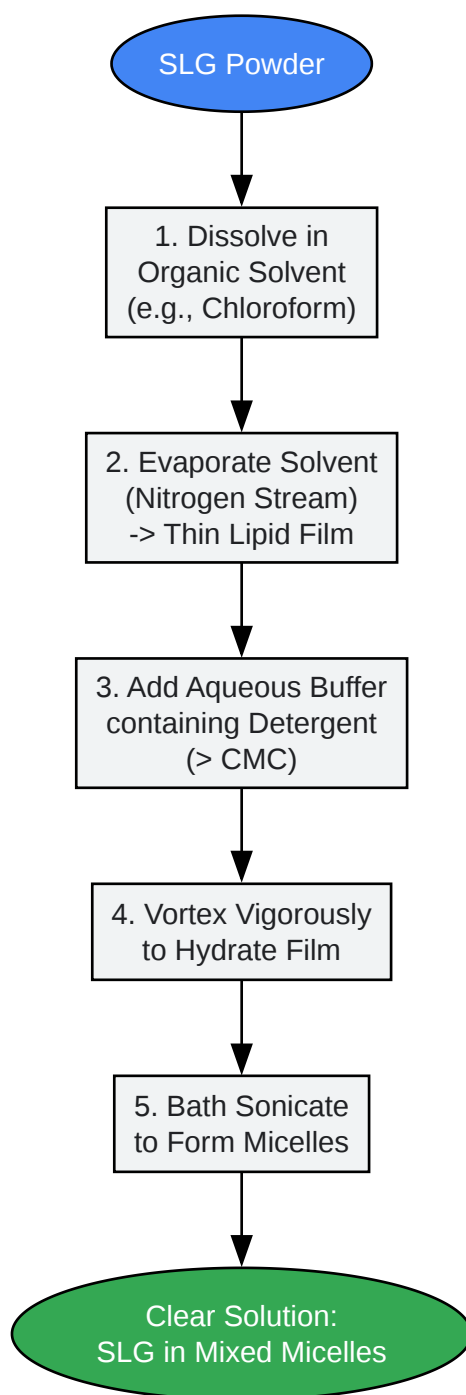 SLG Powder
1. Dissolve in
Organic Solvent
(e.g., Chloroform)
2. Evaporate Solvent
(Nitrogen Stream)
-> Thin Lipid Film
3. Add Aqueous Buffer
containing Detergent
(> CMC)
4. Vortex Vigorously
to Hydrate Film
5. Bath Sonicate
to Form Micelles
Clear Solution:
SLG in Mixed Micelles